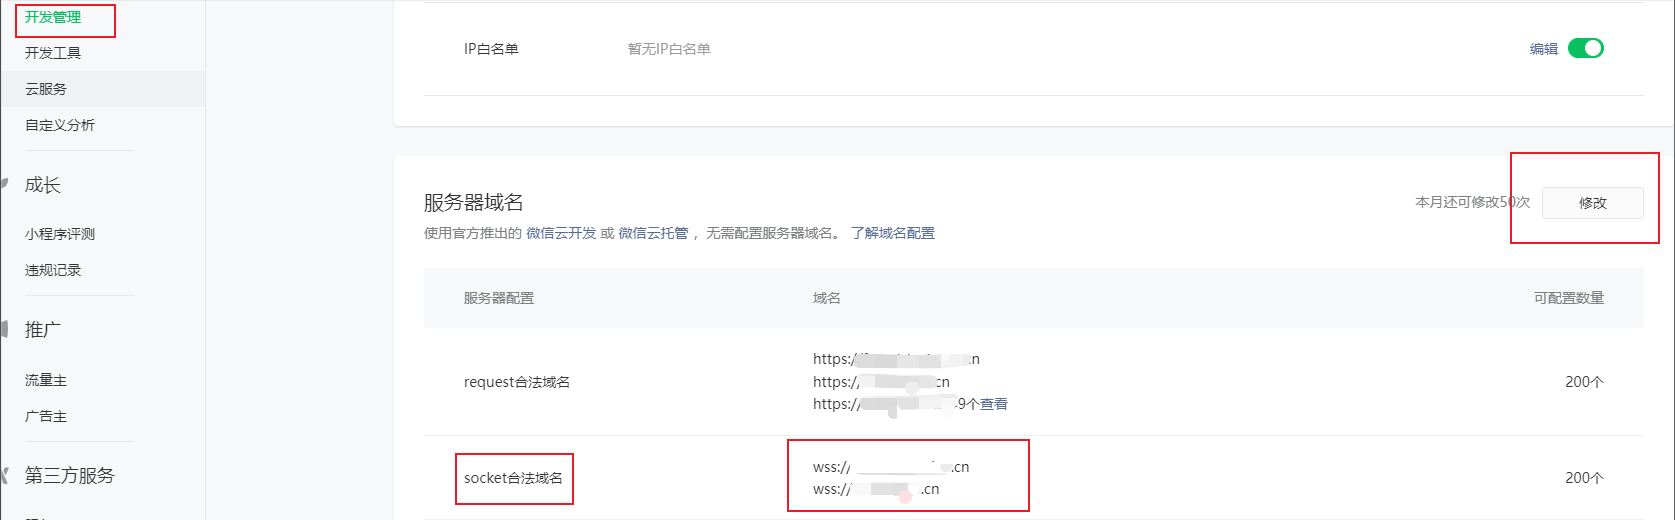 开发管理
开发工具
云服务
自定义分析
成长
小程序评测
违规记录
推广
流量主
广告主
第三方服务
IP白名单 暂无IP白名单 编辑
服务器域名 本月还可修改50次 修改
使用官方推出的 微信云开发 或 微信云托管 ，无需配置服务器域名。 了解域名配置
服务器配置 域名 可配置数量
https:/ cn
request合法域名 https:/ cn 200个
https:/ 9个查看
wss:// .cn
socket合法域名 200个
wss:// .cn